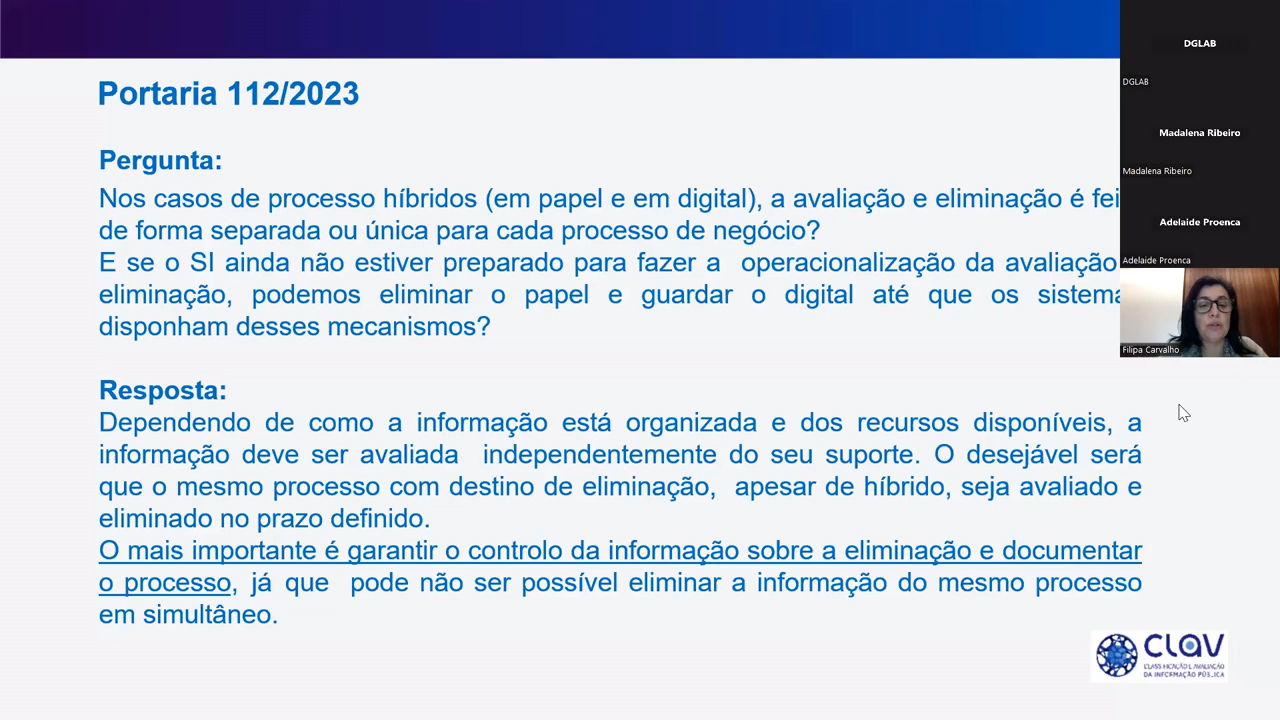 Portaria 112/2023
Pergunta:
Nos casos de processo híbridos (em papel e em digital), a avaliação e eliminação é fei
de forma separada ou única para cada processo de negócio?
E se o SI ainda não estiver preparado para fazer a operacionalização da avaliação
eliminação, podemos eliminar o papel e guardar o digital até que os sistema
disponham desses mecanismos?
Resposta:
Dependendo de como a informação está organizada e dos recursos disponíveis, a
informação deve ser avaliada independentemente do seu suporte. O desejável será
que o mesmo processo com destino de eliminação, apesar de híbrido, seja avaliado e
eliminado no prazo definido.
O mais importante é garantir o controlo da informação sobre a eliminação e documentar
o processo, já que pode não ser possível eliminar a informação do mesmo processo
em simultâneo.
DGLAB
DGLAB
Madalena Ribeiro
Madalena Ribeiro
Adelaide Proenca
Adelaide Proenca
Filipa Carvalho
CLAV
CLASSIFICAÇÃO E AVALIAÇÃO
DA INFORMAÇÃO PÚBLICA